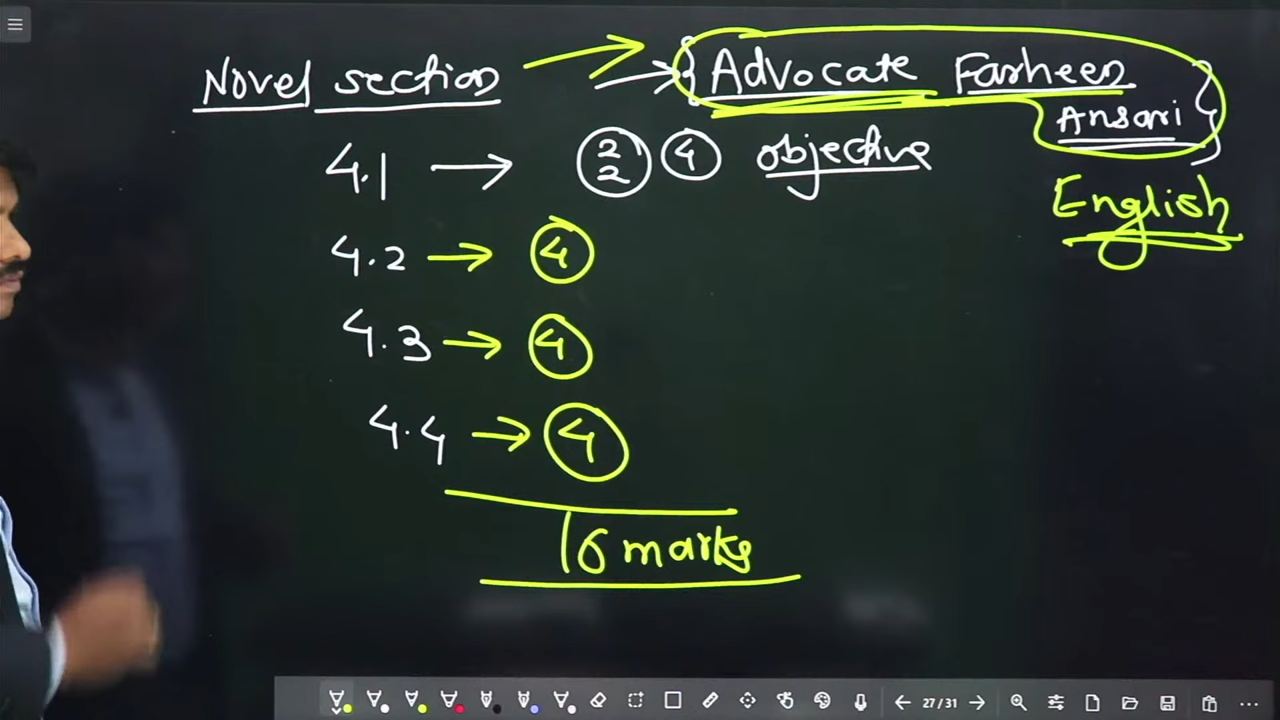 Novel section → → { Advocate Farheen
Ansari }
4.1 → 2 2 4 objective
English
4.2 → 4
4.3 → 4
4.4 → 4
16 marks
27/31